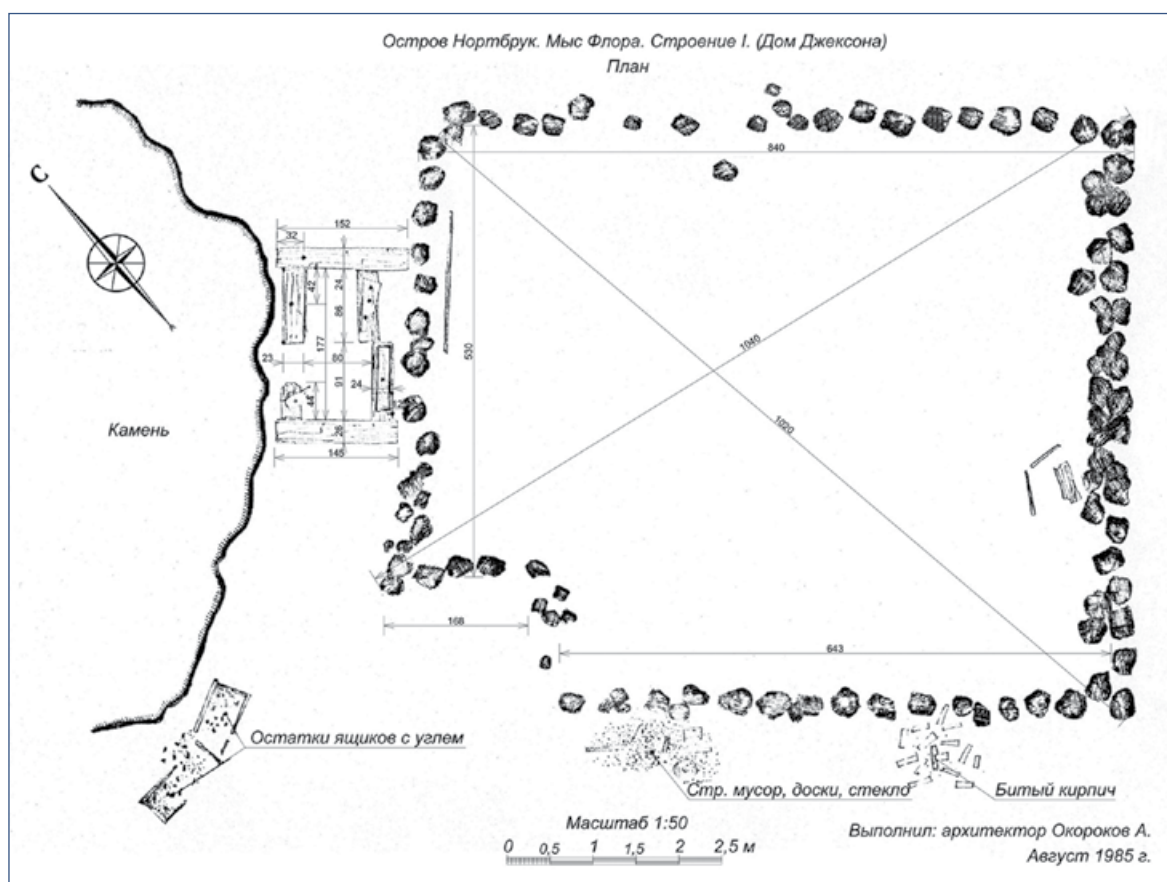 Остров Нортбрук. Мыс Флора. Строение I. (Дом Джексона)
План
С
840
152
32
42
24
86
530
1040
177
23
80
91
24
44
1020
26
145
Камень
168
643
Остатки ящиков с углем
Стр. мусор, доски, стекло
Битый кирпич
Масштаб 1:50
0 0,5 1 1,5 2 2,5 м
Выполнил: архитектор Окороков А.
Август 1985 г.